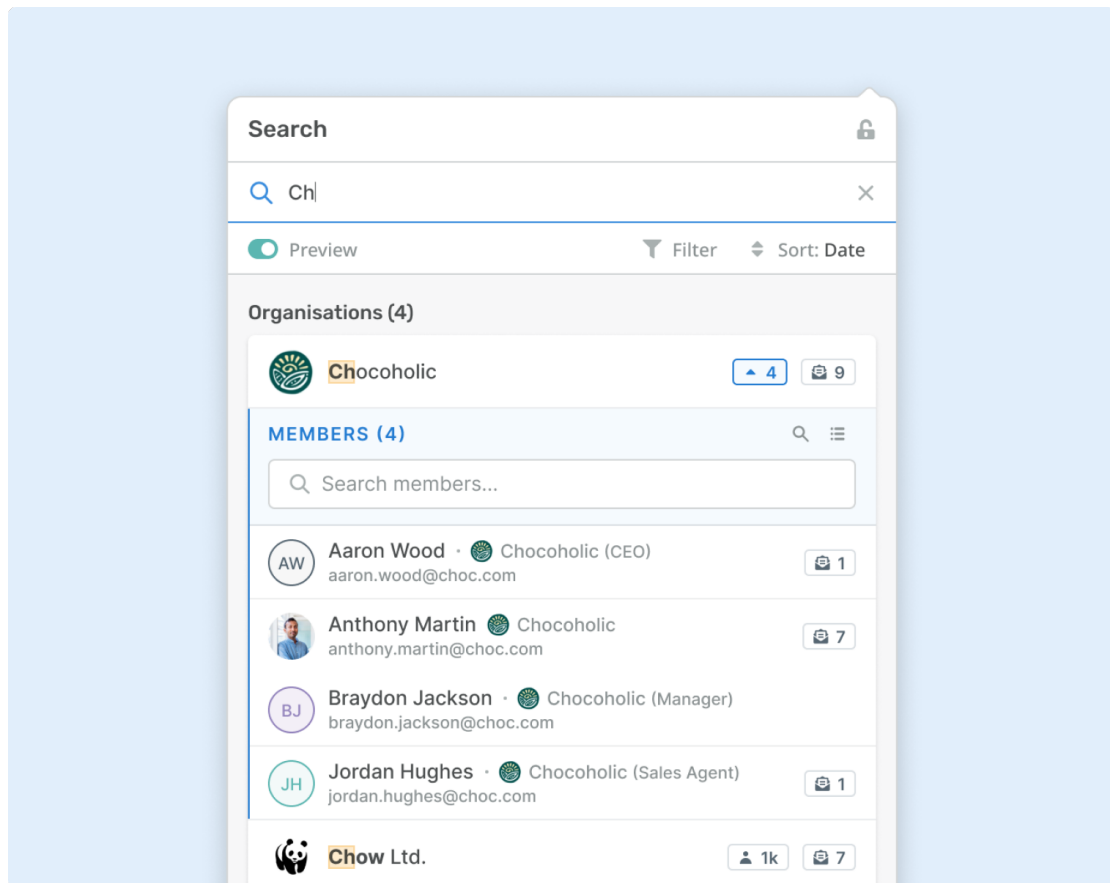 Search
Ch
Preview Filter Sort: Date
Organisations (4)
Chocoholic 4 9
MEMBERS (4)
Search members...
AW Aaron Wood · Chocoholic (CEO) 1
aaron.wood@choc.com
Anthony Martin Chocoholic 7
anthony.martin@choc.com
BJ Braydon Jackson · Chocoholic (Manager)
braydon.jackson@choc.com
JH Jordan Hughes · Chocoholic (Sales Agent) 1
jordan.hughes@choc.com
Chow Ltd. 1k 7